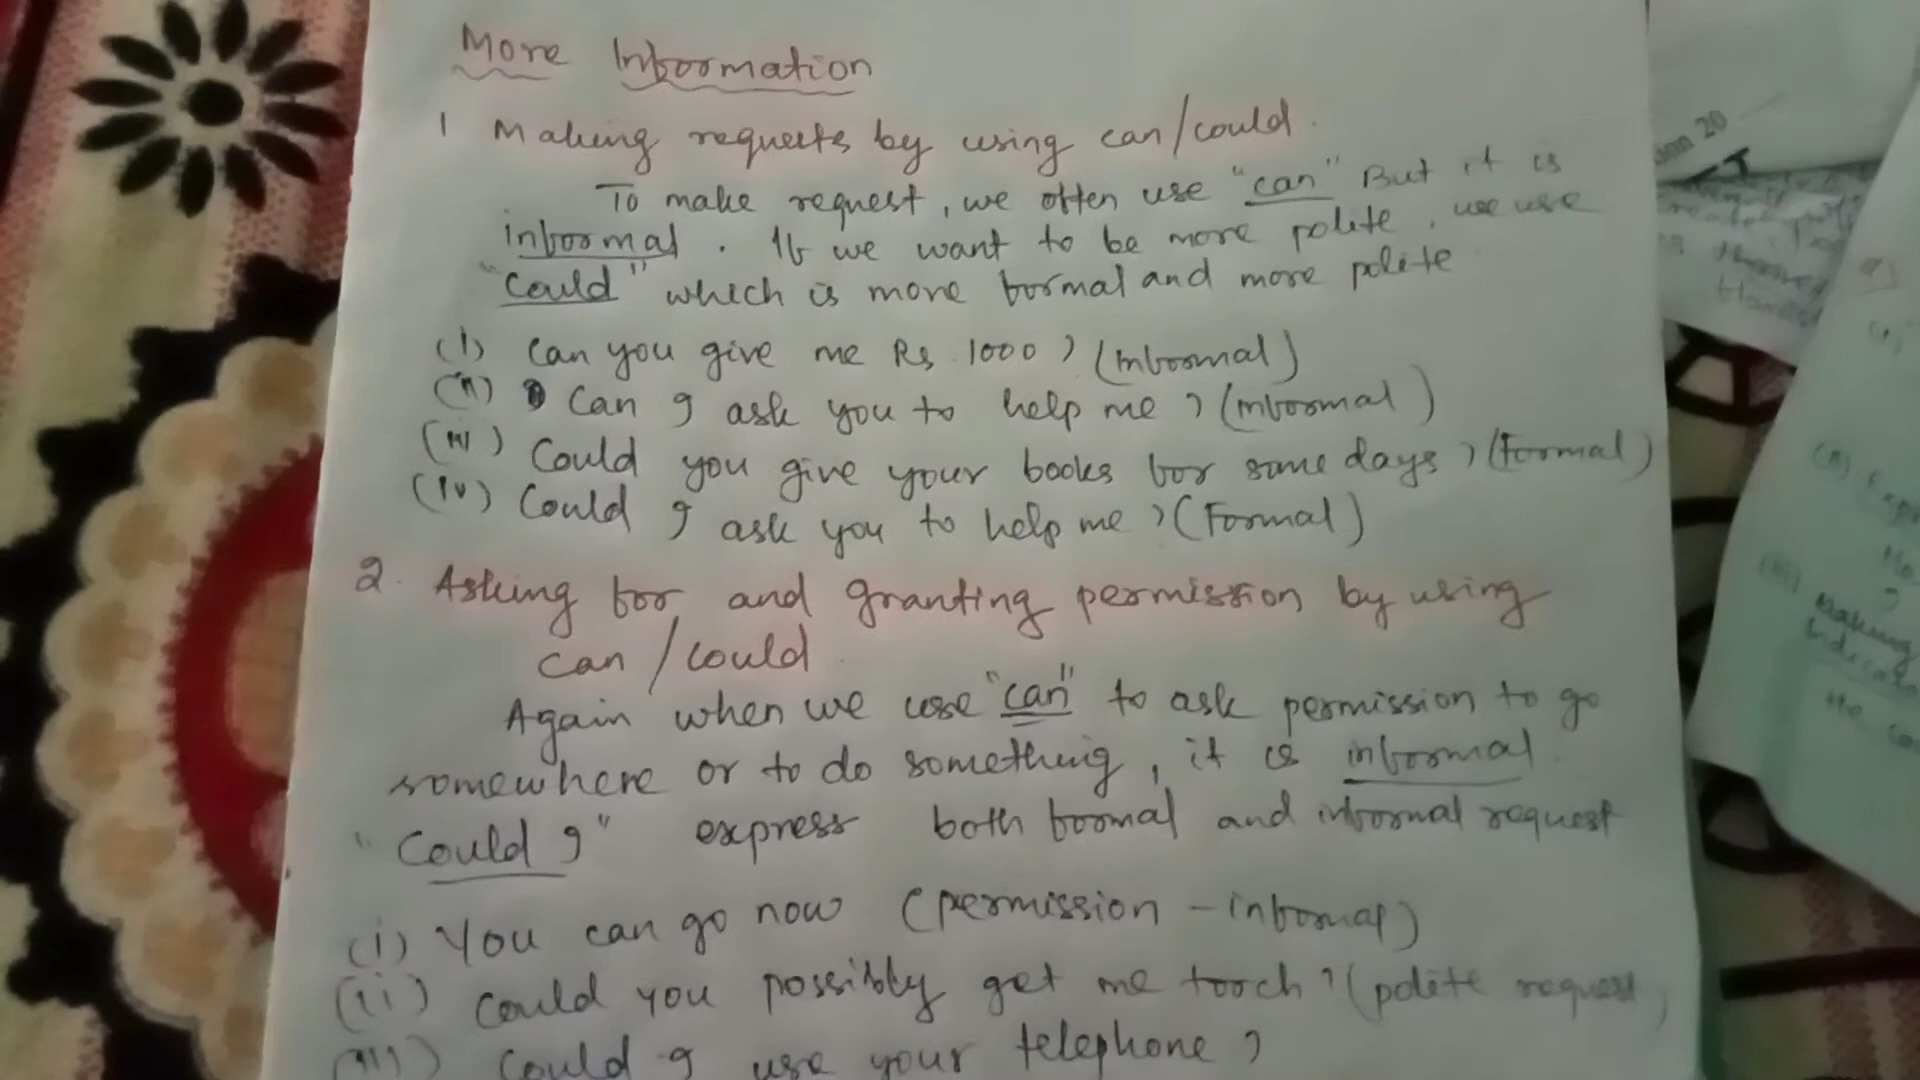 More Information
1 Making requests by using can/could.
To make request, we often use "can" But it is
informal. If we want to be more polite, we use
"Could" which is more formal and more polite
(i) Can you give me Rs. 1000? (Informal)
(ii) Can I ask you to help me? (Informal)
(iii) Could you give your books for some days? (Formal)
(iv) Could I ask you to help me? (Formal)
2. Asking for and granting permission by using
can/could
Again when we use "can" to ask permission to go
somewhere or to do something, it is informal.
"Could I" express both formal and informal request
(i) You can go now (permission - informal)
(ii) Could you possibly get me torch? (polite request)
(iii) Could I use your telephone?
ion 20
(i)
(ii)
(iii) Making